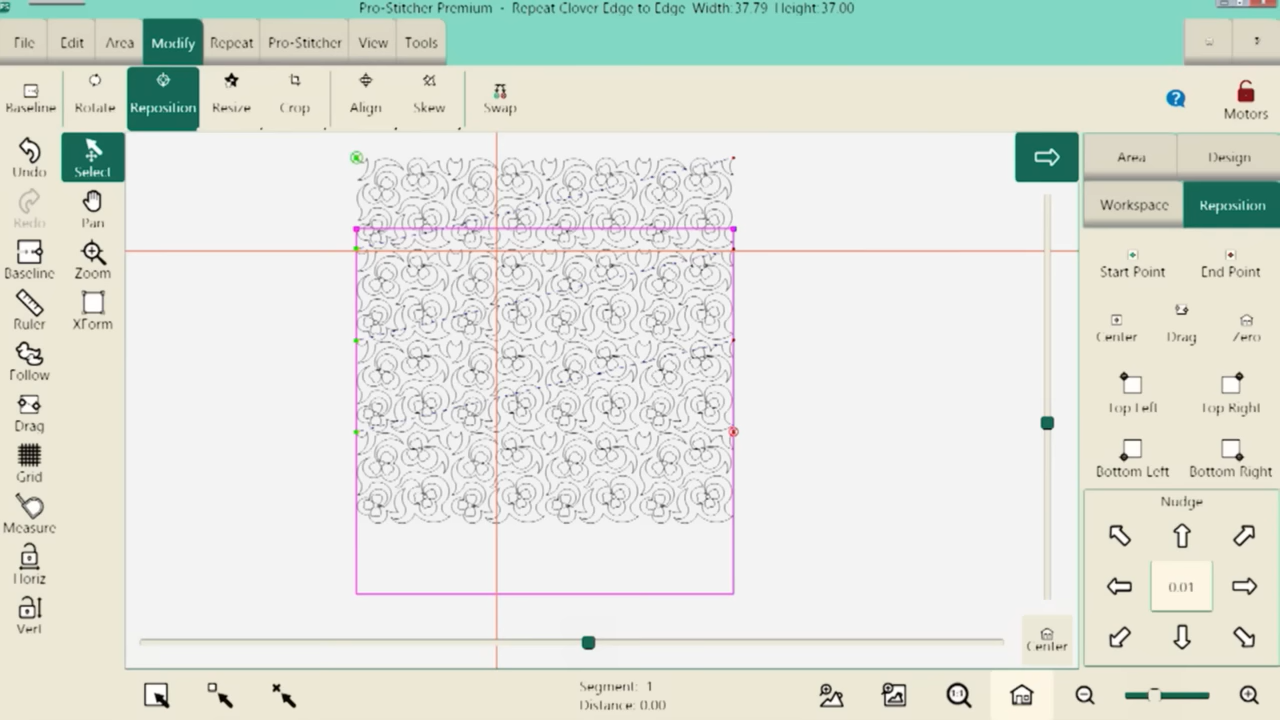 Pro-Stitcher Premium - Repeat Clover Edge to Edge Width:37.79 Height:37.00
File Edit Area Modify Repeat Pro-Stitcher View Tools
Baseline Rotate Reposition Resize Crop Align Skew Swap Motors
Undo Select
Redo Pan
Baseline Zoom
Ruler XForm
Follow
Drag
Grid
Measure
Horiz
Vert
Area Design
Workspace Reposition
Start Point End Point
Center Drag Zero
Top Left Top Right
Bottom Left Bottom Right
Nudge
0.01
Center
Segment: 1
Distance: 0.00
1:1